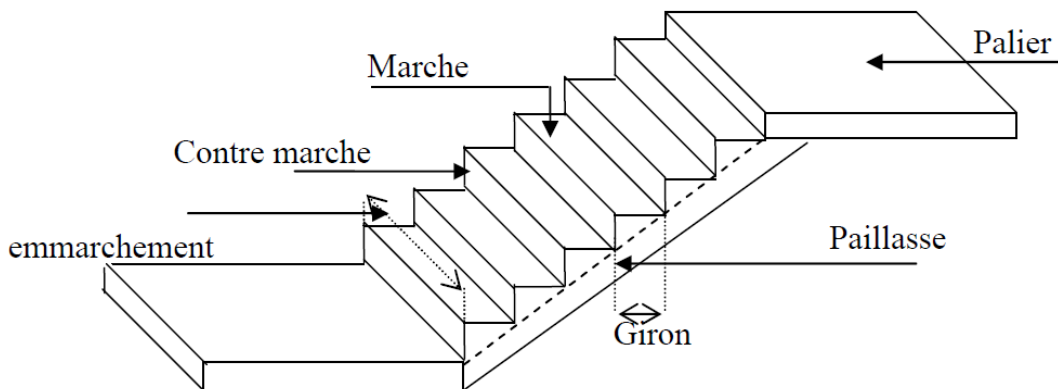 Palier
Marche
Contre marche
emmarchement
Paillasse
Giron